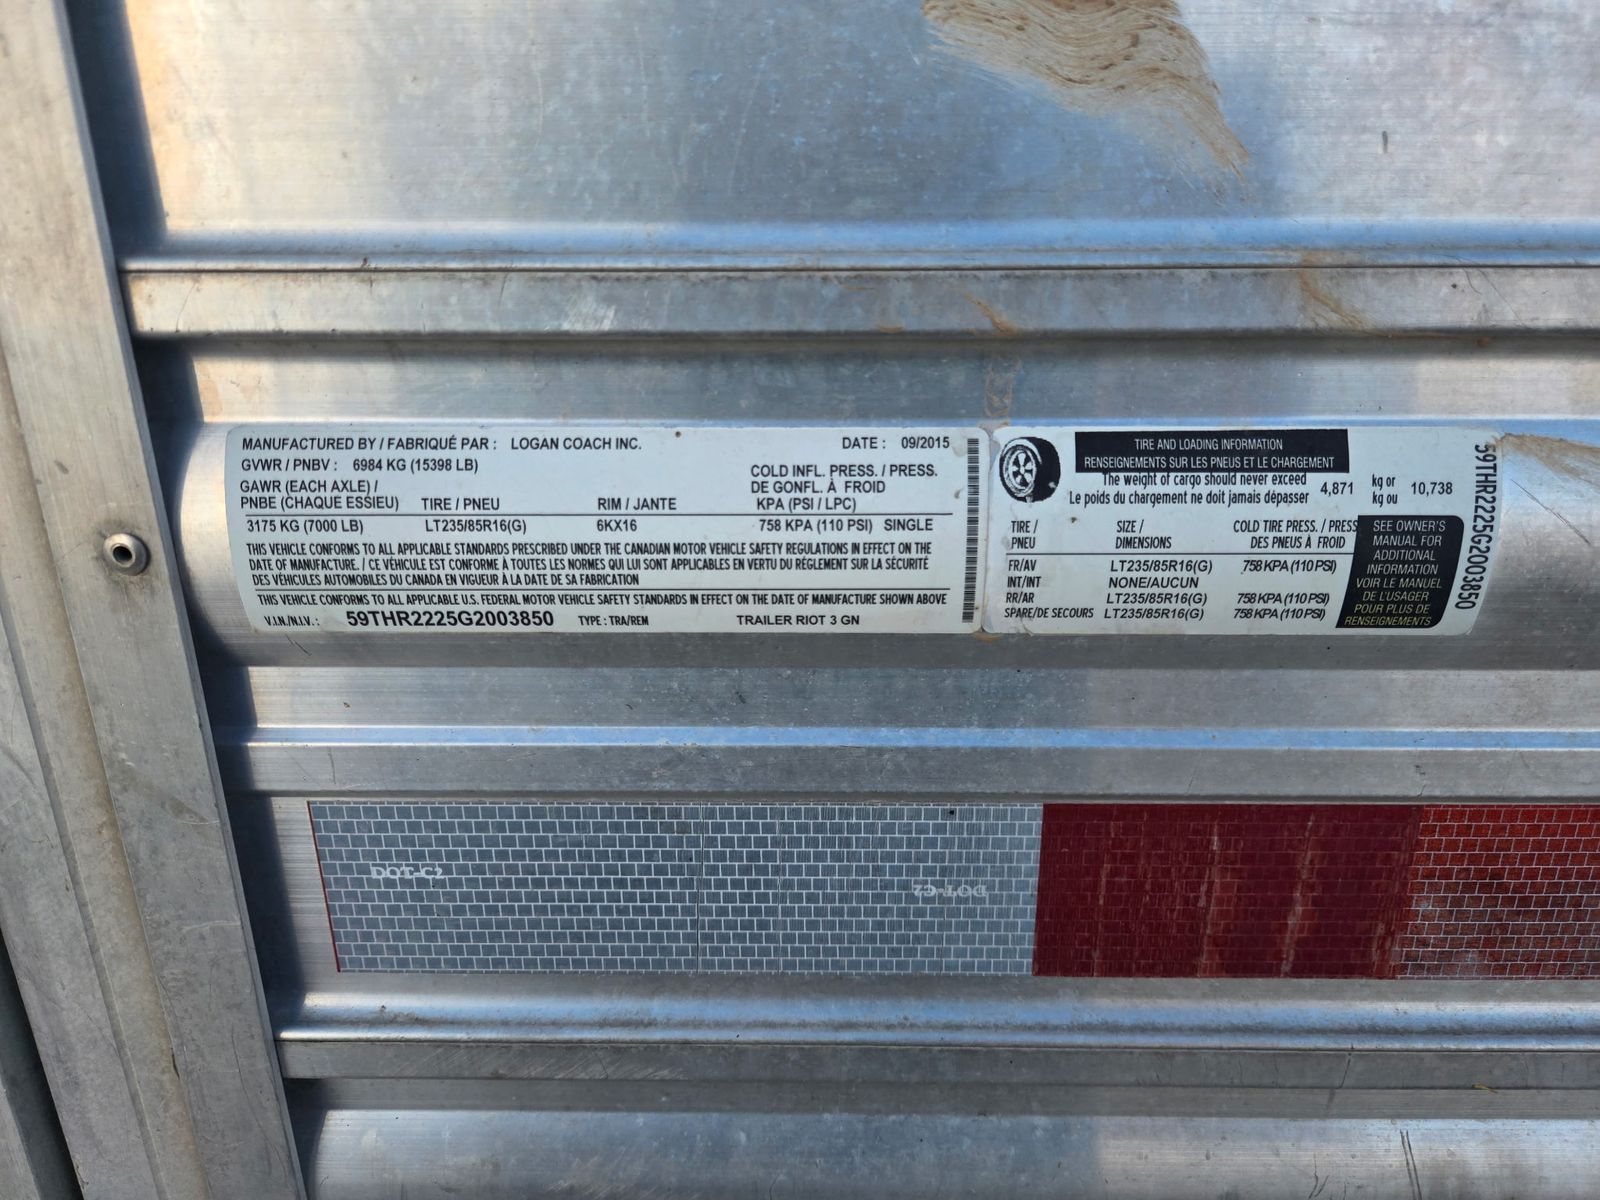 MANUFACTURED BY / FABRIQUÉ PAR : LOGAN COACH INC. DATE : 09/2015
GVWR / PNBV : 6984 KG (15398 LB)
GAWR (EACH AXLE) /
PNBE (CHAQUE ESSIEU) TIRE / PNEU RIM / JANTE COLD INFL. PRESS. / PRESS.
DE GONFL. À FROID
KPA (PSI / LPC)
3175 KG (7000 LB) LT235/85R16(G) 6KX16 758 KPA (110 PSI) SINGLE
THIS VEHICLE CONFORMS TO ALL APPLICABLE STANDARDS PRESCRIBED UNDER THE CANADIAN MOTOR VEHICLE SAFETY REGULATIONS IN EFFECT ON THE
DATE OF MANUFACTURE. / CE VÉHICULE EST CONFORME À TOUTES LES NORMES QUI LUI SONT APPLICABLES EN VERTU DU RÉGLEMENT SUR LA SÉCURITÉ
DES VÉHICULES AUTOMOBILES DU CANADA EN VIGUEUR À LA DATE DE SA FABRICATION
THIS VEHICLE CONFORMS TO ALL APPLICABLE U.S. FEDERAL MOTOR VEHICLE SAFETY STANDARDS IN EFFECT ON THE DATE OF MANUFACTURE SHOWN ABOVE
V.I.N./N.I.V. : 59THR2225G2003850 TYPE : TRA/REM TRAILER RIOT 3 GN
TIRE AND LOADING INFORMATION
RENSEIGNEMENTS SUR LES PNEUS ET LE CHARGEMENT
The weight of cargo should never exceed
Le poids du chargement ne doit jamais dépasser 4,871 kg or
kg ou 10,738
TIRE / SIZE / COLD TIRE PRESS. / PRESS
PNEU DIMENSIONS DES PNEUS À FROID
FR/AV LT235/85R16(G) 758 KPA (110 PSI)
INT/INT NONE/AUCUN
RR/AR LT235/85R16(G) 758 KPA (110 PSI)
SPARE/DE SECOURS LT235/85R16(G) 758 KPA (110 PSI)
SEE OWNER'S
MANUAL FOR
ADDITIONAL
INFORMATION
VOIR LE MANUEL
DE L'USAGER
POUR PLUS DE
RENSEIGNEMENTS
59THR2225G2003850
DOT-C2
DOT-C2